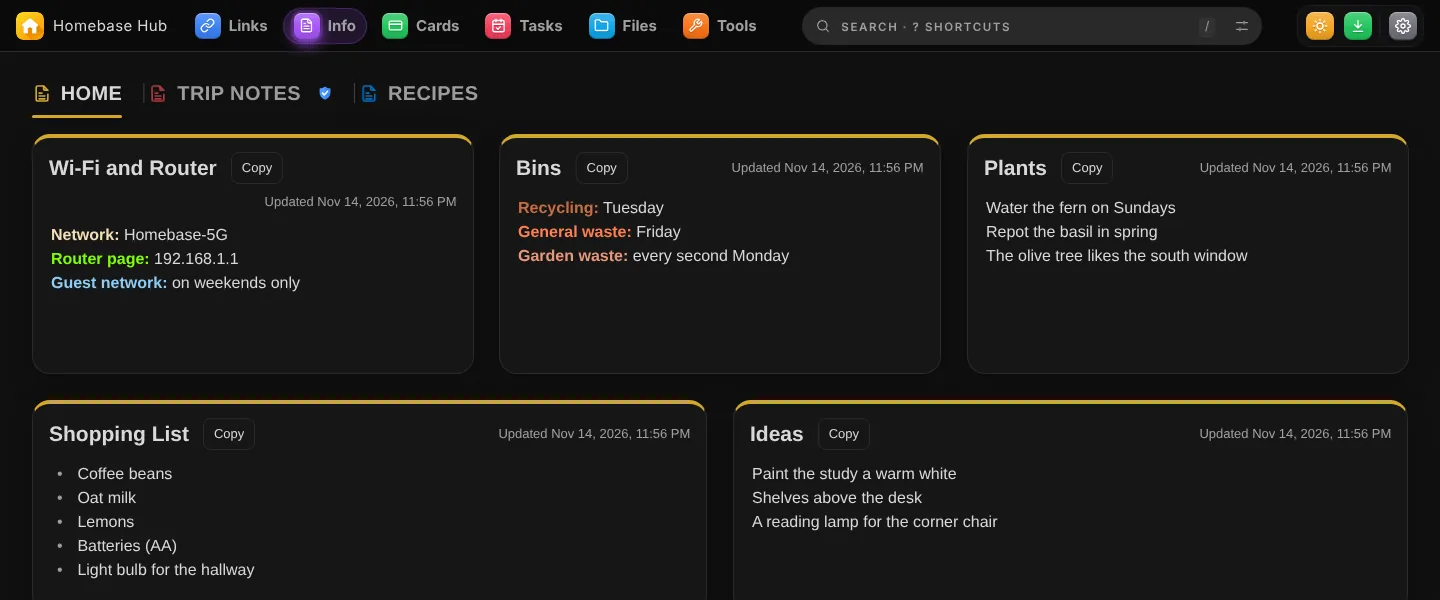 Homebase Hub Links Info Cards Tasks Files Tools SEARCH · ? SHORTCUTS /
HOME TRIP NOTES RECIPES
Wi-Fi and Router Copy
Updated Nov 14, 2026, 11:56 PM
Network: Homebase-5G
Router page: 192.168.1.1
Guest network: on weekends only
Bins Copy Updated Nov 14, 2026, 11:56 PM
Recycling: Tuesday
General waste: Friday
Garden waste: every second Monday
Plants Copy Updated Nov 14, 2026, 11:56 PM
Water the fern on Sundays
Repot the basil in spring
The olive tree likes the south window
Shopping List Copy Updated Nov 14, 2026, 11:56 PM
• Coffee beans
• Oat milk
• Lemons
• Batteries (AA)
• Light bulb for the hallway
Ideas Copy Updated Nov 14, 2026, 11:56 PM
Paint the study a warm white
Shelves above the desk
A reading lamp for the corner chair